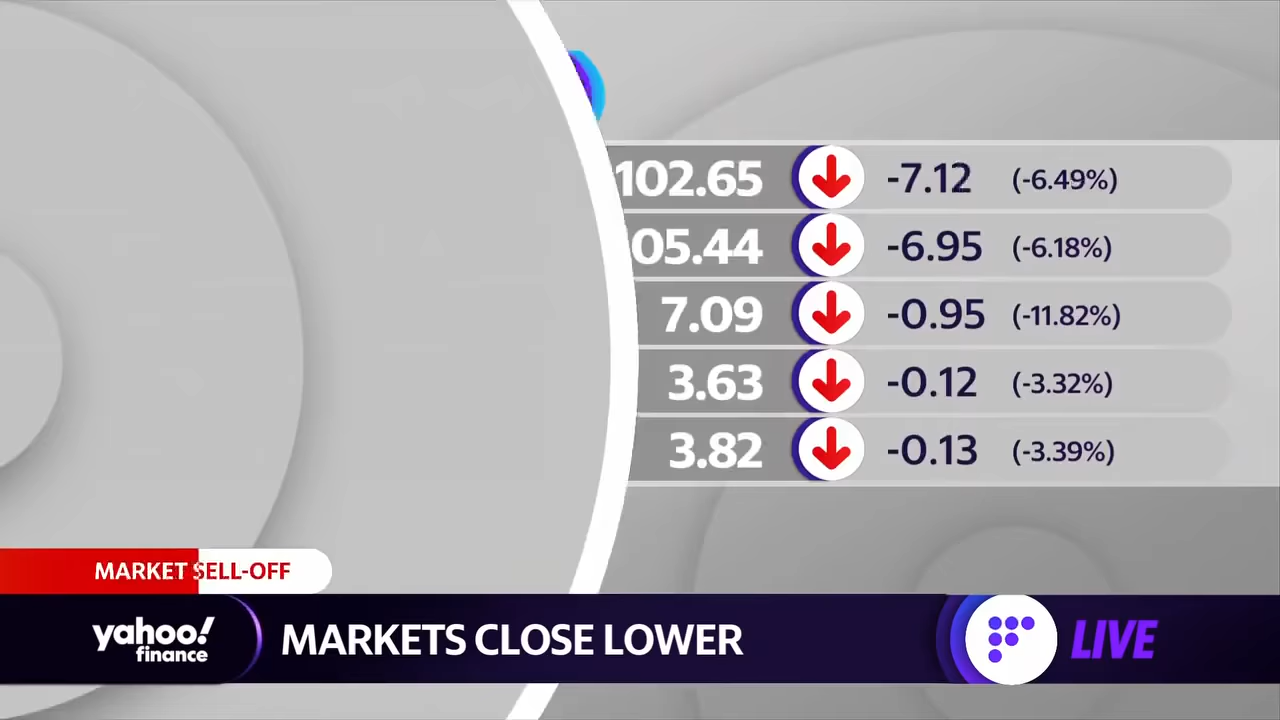 102.65 -7.12 (-6.49%)
05.44 -6.95 (-6.18%)
7.09 -0.95 (-11.82%)
3.63 -0.12 (-3.32%)
3.82 -0.13 (-3.39%)
MARKET SELL-OFF
yahoo!
finance
MARKETS CLOSE LOWER
LIVE